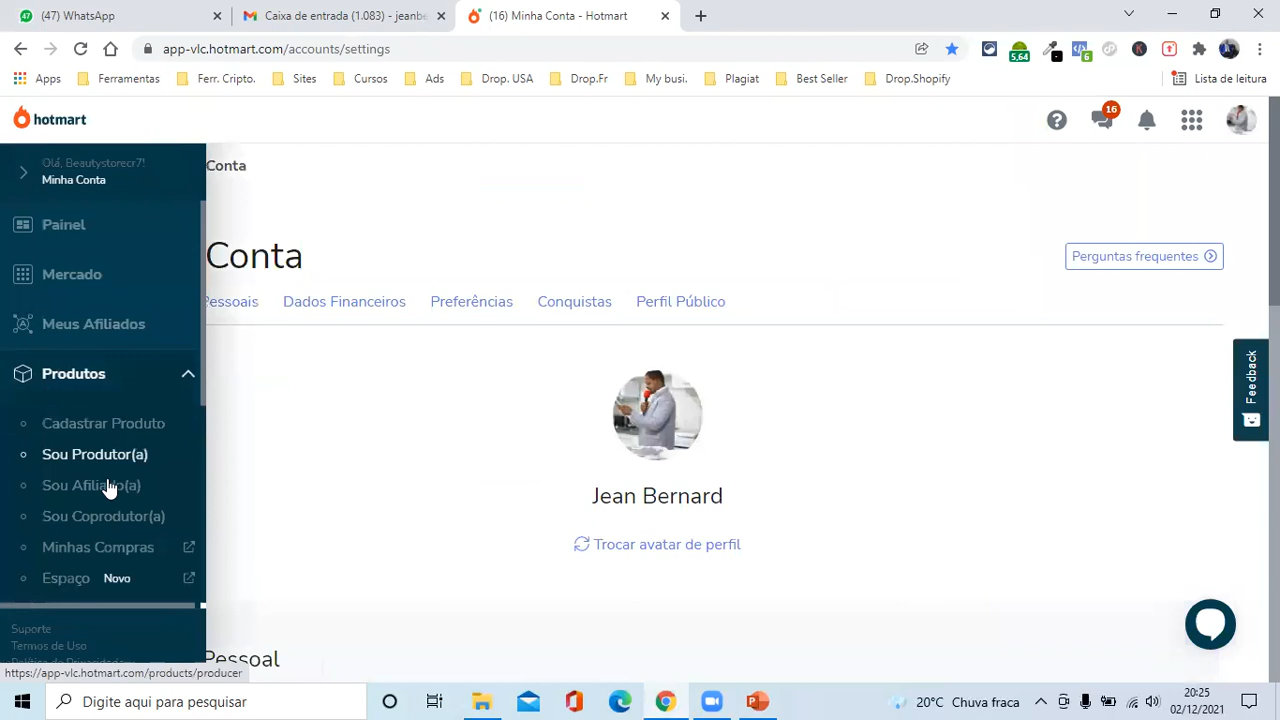 (47) WhatsApp
Caixa de entrada (1.083) - jeanbe
(16) Minha Conta - Hotmart
app-vlc.hotmart.com/accounts/settings
5,64
6
Apps
Ferramentas
Ferr. Cripto.
Sites
Cursos
Ads
Drop. USA
Drop.Fr
My busi.
Plagiat
Best Seller
Drop.Shopify
Lista de leitura
hotmart
16
Olá, Beautystorecr7!
Minha Conta
Conta
Painel
Mercado
Meus Afiliados
Produtos
Cadastrar Produto
Sou Produtor(a)
Sou Afiliado(a)
Sou Coprodutor(a)
Minhas Compras
Espaço Novo
Suporte
Termos de Uso
Política de Privacidade
https://app-vlc.hotmart.com/products/producer
Conta
Perguntas frequentes
Pessoais
Dados Financeiros
Preferências
Conquistas
Perfil Público
Jean Bernard
Trocar avatar de perfil
Feedback
Pessoal
Digite aqui para pesquisar
20°C Chuva fraca
20:25
02/12/2021